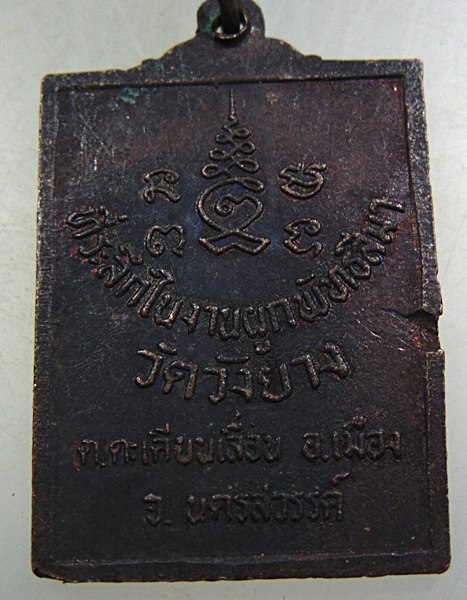 ที่ระลึกในงานผูกพัทธสีมา
วัดวังยาง
ต.ตะเคียนเลื่อน อ.เมือง
จ. นครสวรรค์